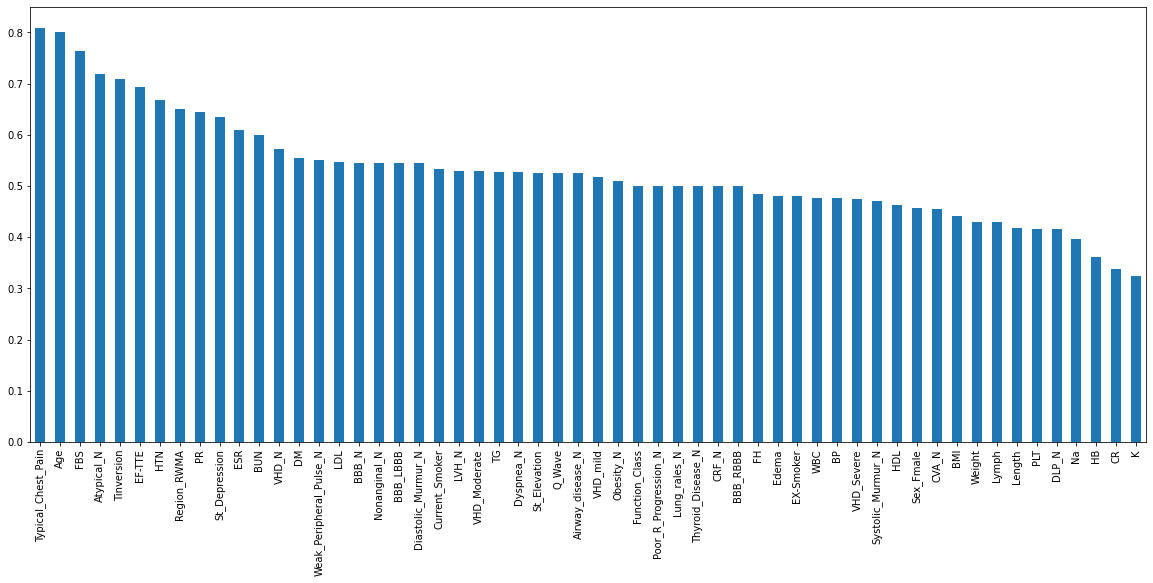 0.8
0.7
0.6
0.5
0.4
0.3
0.2
0.1
0.0
Typical_Chest_Pain
Age
FBS
Atypical_N
Tinversion
EF-TTE
HTN
Region_RWMA
PR
St_Depression
ESR
BUN
VHD_N
DM
Weak_Peripheral_Pulse_N
LDL
BBB_N
Nonanginal_N
BBB_LBBB
Diastolic_Murmur_N
Current_Smoker
LVH_N
VHD_Moderate
TG
Dyspnea_N
St_Elevation
Q_Wave
Airway_disease_N
VHD_mild
Obesity_N
Function_Class
Poor_R_Progression_N
Lung_rales_N
Thyroid_Disease_N
CRF_N
BBB_RBBB
FH
Edema
EX-Smoker
WBC
BP
VHD_Severe
Systolic_Murmur_N
HDL
Sex_Fmale
CVA_N
BMI
Weight
Lymph
Length
PLT
DLP_N
Na
HB
CR
K